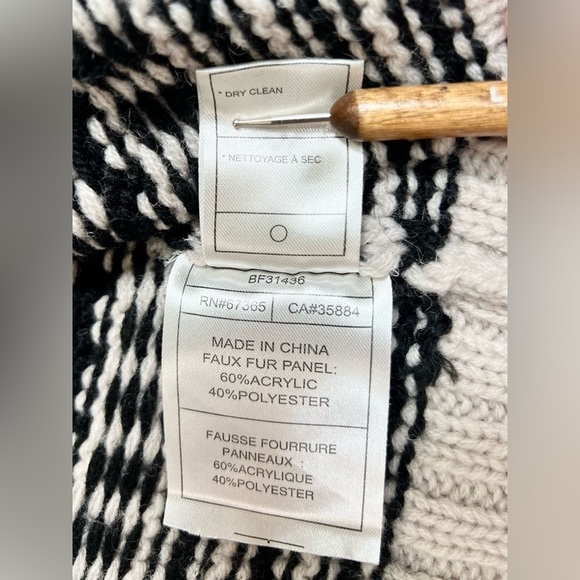 * DRY CLEAN
* NETTOYAGE À SEC
BF31436
RN#67365 CA#35884
MADE IN CHINA
FAUX FUR PANEL:
60%ACRYLIC
40%POLYESTER
FAUSSE FOURRURE
PANNEAUX :
60%ACRYLIQUE
40%POLYESTER